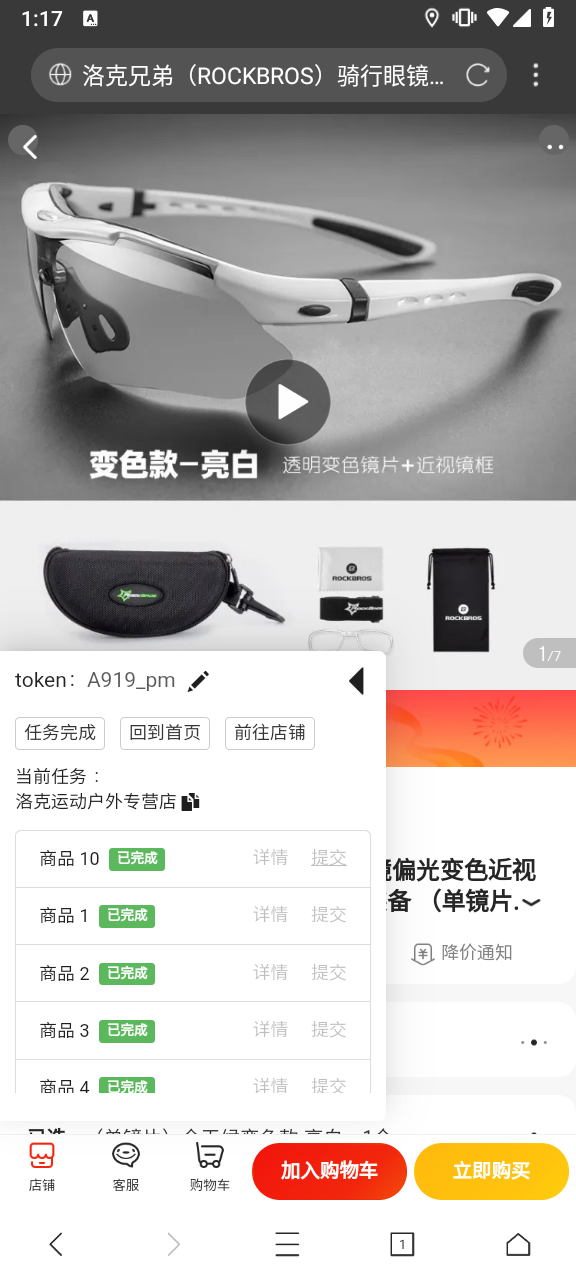 1:17
A
洛克兄弟（ROCKBROS）骑行眼镜...
变色款—亮白 透明变色镜片+近视镜框
ROCKBROS
ROCKBROS
ROCKBROS
1/7
token： A919_pm
任务完成 回到首页 前往店铺
当前任务：
洛克运动户外专营店
商品 10 已完成 详情 提交
商品 1 已完成 详情 提交
商品 2 已完成 详情 提交
商品 3 已完成 详情 提交
商品 4 已完成 详情 提交
镜偏光变色近视
备 （单镜片.
降价通知
店铺 客服 购物车 加入购物车 立即购买
1